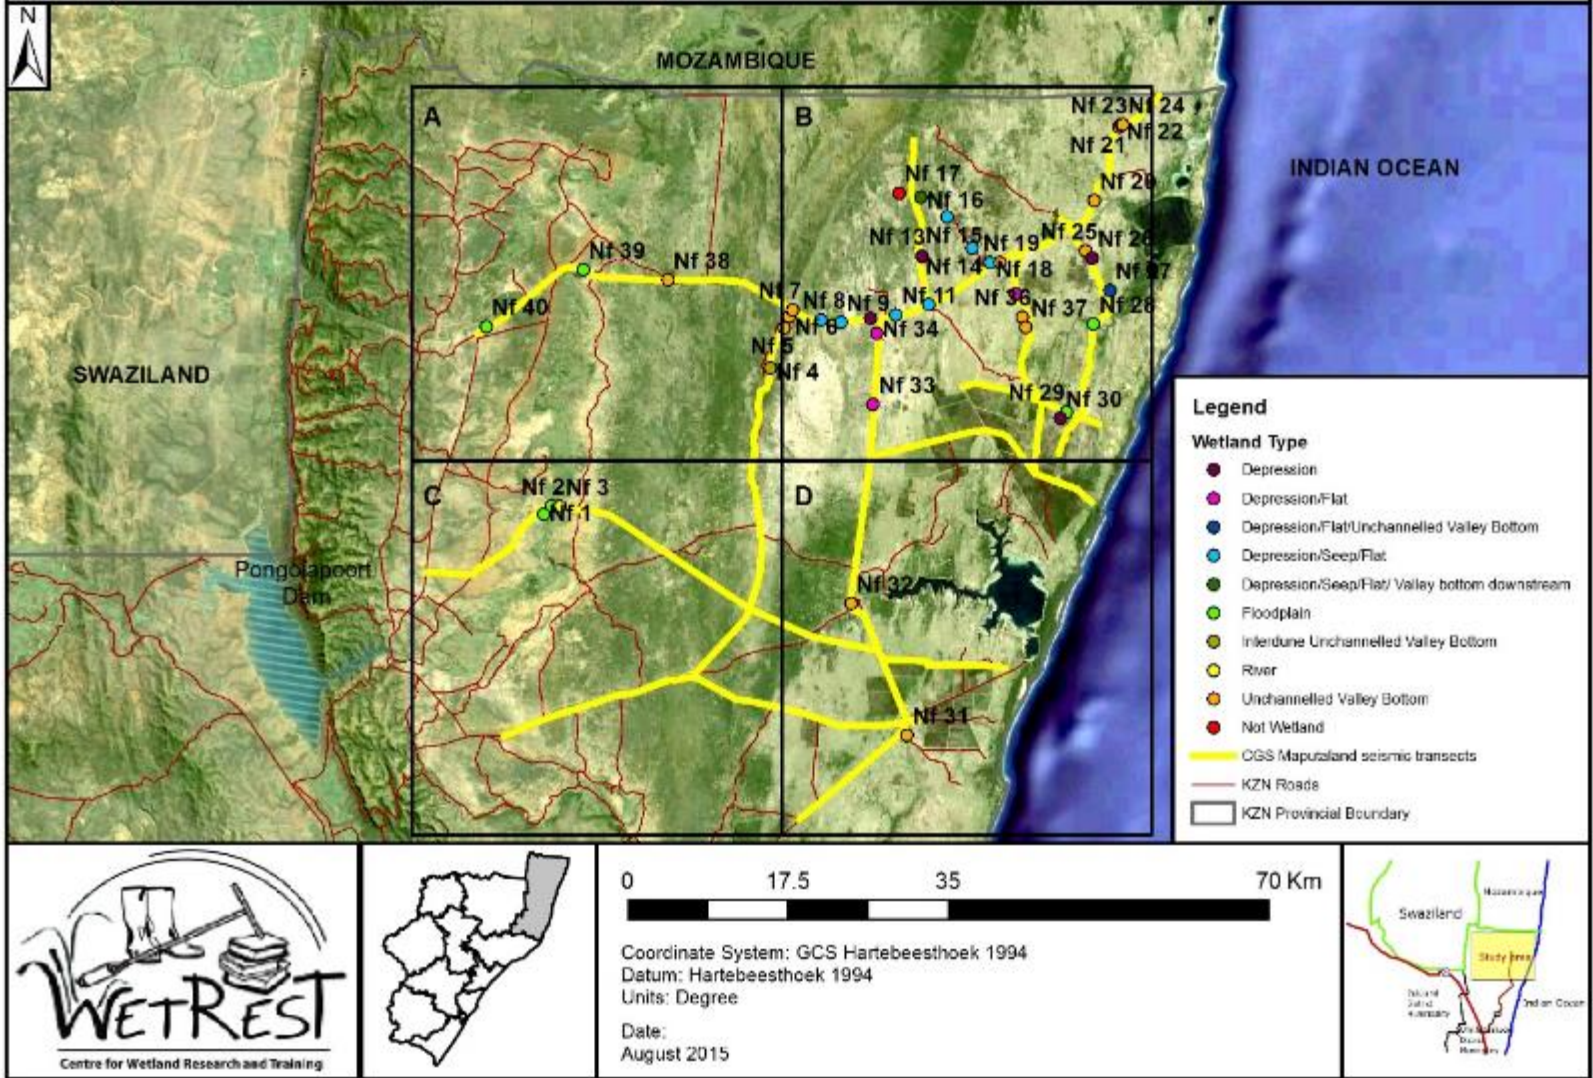 N
MOZAMBIQUE
INDIAN OCEAN
SWAZILAND
Pongolapoort
Dam
A
B
C
D
Nf 23
Nf 24
Nf 22
Nf 21
Nf 20
Nf 17
Nf 16
Nf 13
Nf 15
Nf 19
Nf 25
Nf 26
Nf 14
Nf 18
Nf 27
Nf 39
Nf 38
Nf 40
Nf 7
Nf 8
Nf 9
Nf 11
Nf 36
Nf 37
Nf 28
Nf 6
Nf 34
Nf 5
Nf 4
Nf 33
Nf 29
Nf 30
Nf 2
Nf 3
Nf 1
Nf 32
Nf 31
Legend
Wetland Type
Depression
Depression/Flat
Depression/Flat/Unchannelled Valley Bottom
Depression/Seep/Flat
Depression/Seep/Flat/ Valley bottom downstream
Floodplain
Interdune Unchannelled Valley Bottom
River
Unchannelled Valley Bottom
Not Wetland
CGS Maputaland seismic transects
KZN Roads
KZN Provincial Boundary
WETREST
Centre for Wetland Research and Training
0 17.5 35 70 Km
Coordinate System: GCS Hartebeesthoek 1994
Datum: Hartebeesthoek 1994
Units: Degree
Date:
August 2015
Mozambique
Swaziland
Study area
Indian Ocean